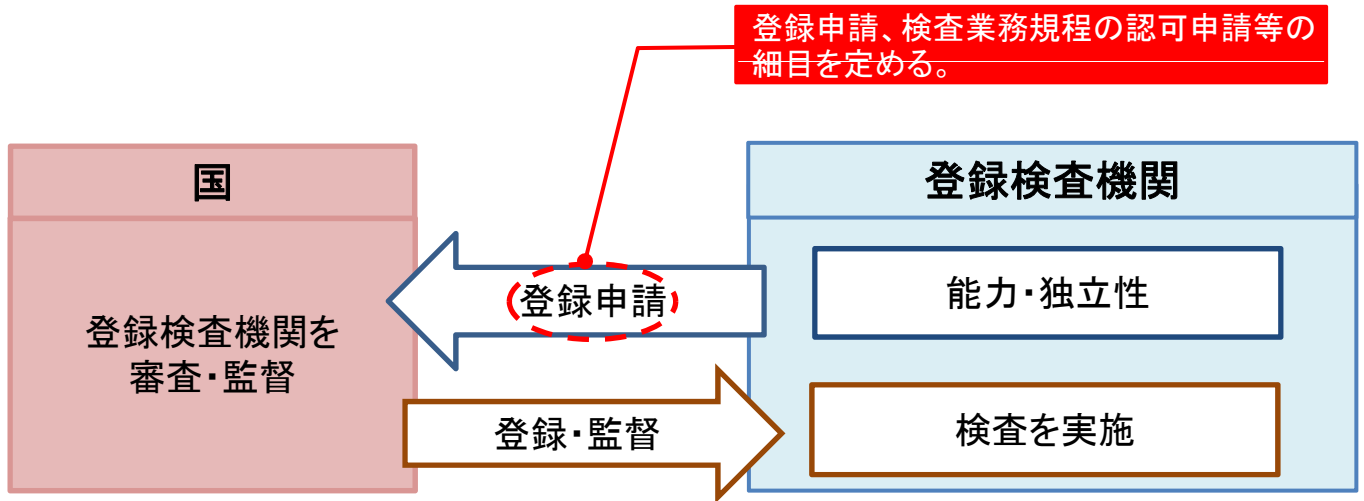 登録申請、検査業務規程の認可申請等の
細目を定める。
国
登録検査機関を
審査・監督
登録申請
登録・監督
登録検査機関
能力・独立性
検査を実施